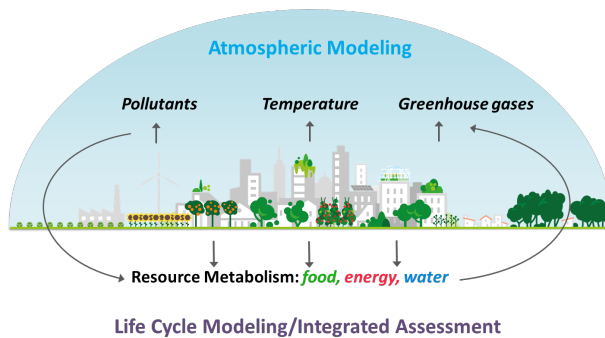 Atmospheric Modeling
Pollutants Temperature Greenhouse gases
Resource Metabolism: food, energy, water
Life Cycle Modeling/Integrated Assessment